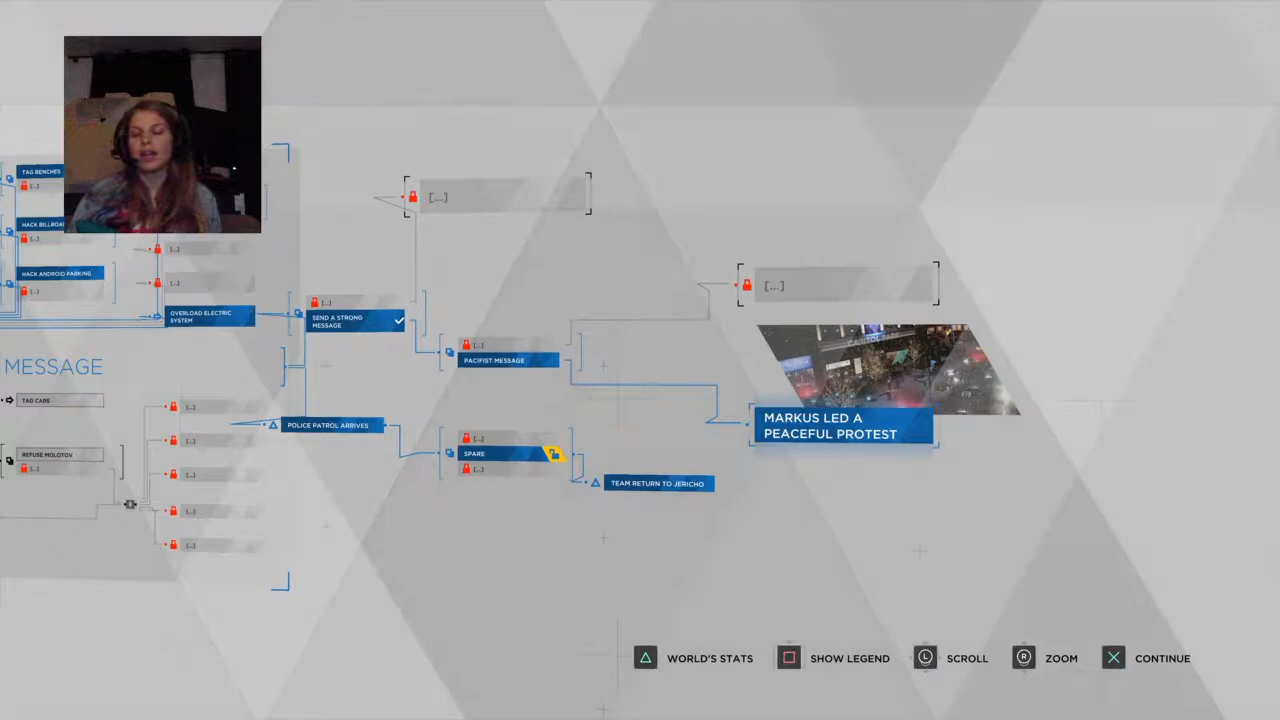 TAG BENCHES
[...]
HACK BILLBOA
[...]
HACK ANDROID PARKING
[...]
[...]
[...]
OVERLOAD ELECTRIC
SYSTEM
[...]
SEND A STRONG
MESSAGE
[...]
[...]
PACIFIST MESSAGE
[...]
CAPITOL PARK
MARKUS LED A
PEACEFUL PROTEST
MESSAGE
TAG CARS
REFUSE MOLOTOV
[...]
[...]
[...]
[...]
[...]
[...]
POLICE PATROL ARRIVES
[...]
SPARE
[...]
TEAM RETURN TO JERICHO
WORLD'S STATS
SHOW LEGEND
L
SCROLL
R
ZOOM
CONTINUE